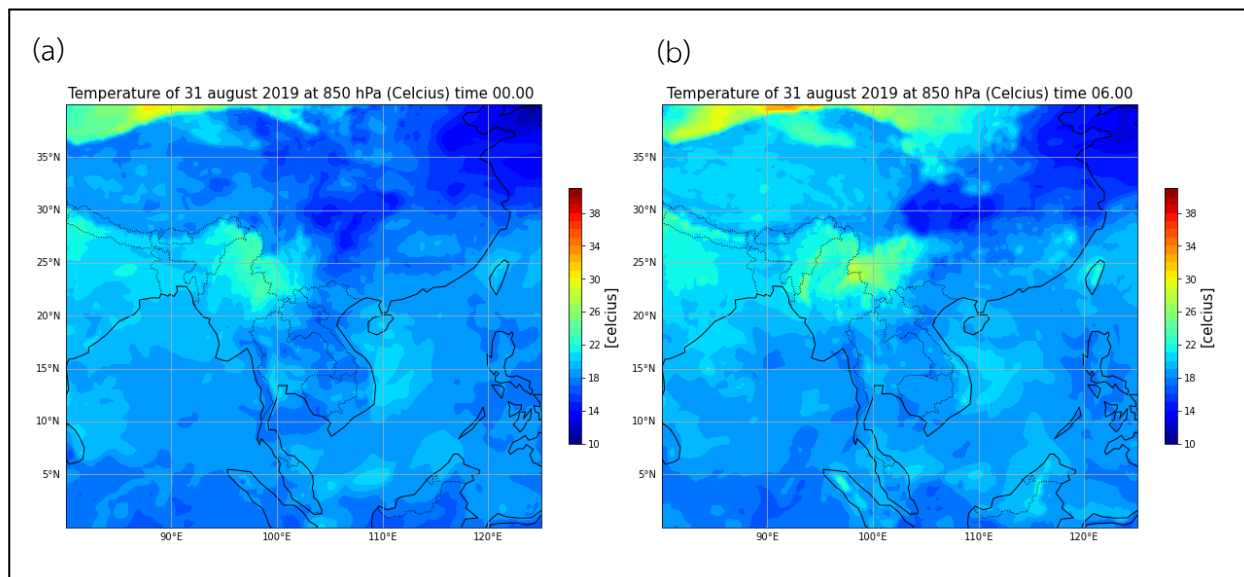 (a)
Temperature of 31 august 2019 at 850 hPa (Celcius) time 00.00
35°N
30°N
25°N
20°N
15°N
10°N
5°N
90°E 100°E 110°E 120°E
38
34
30
26
22
18
14
10
[celcius]
(b)
Temperature of 31 august 2019 at 850 hPa (Celcius) time 06.00
35°N
30°N
25°N
20°N
15°N
10°N
5°N
90°E 100°E 110°E 120°E
38
34
30
26
22
18
14
10
[celcius]